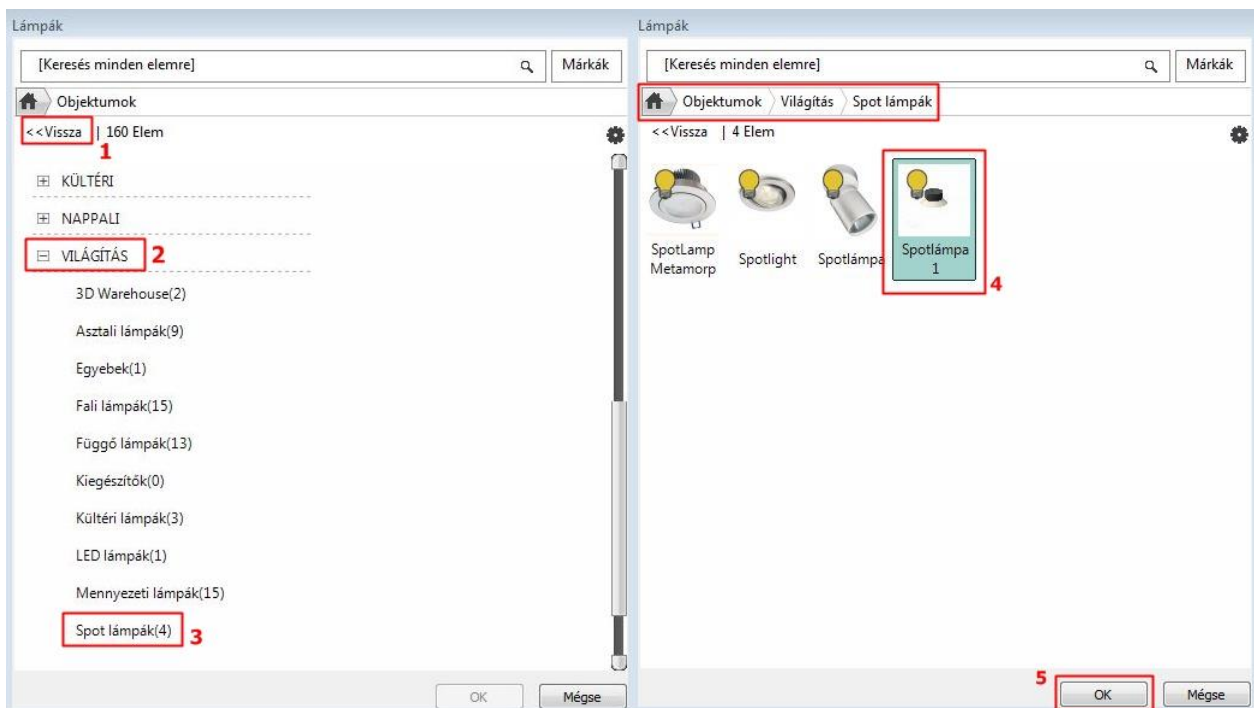 Lámpák
[Keresés minden elemre]
Márkák
Objektumok
<<Vissza | 160 Elem
1
KÜLTÉRI
NAPPALI
VILÁGÍTÁS
2
3D Warehouse(2)
Asztali lámpák(9)
Egyebek(1)
Fali lámpák(15)
Függő lámpák(13)
Kiegészítők(0)
Kültéri lámpák(3)
LED lámpák(1)
Mennyezeti lámpák(15)
Spot lámpák(4)
3
OK
Mégse
Lámpák
[Keresés minden elemre]
Márkák
Objektumok
Világítás
Spot lámpák
<<Vissza | 4 Elem
SpotLamp
Metamorp
Spotlight
Spotlámpa
Spotlámpa
1
4
5
OK
Mégse